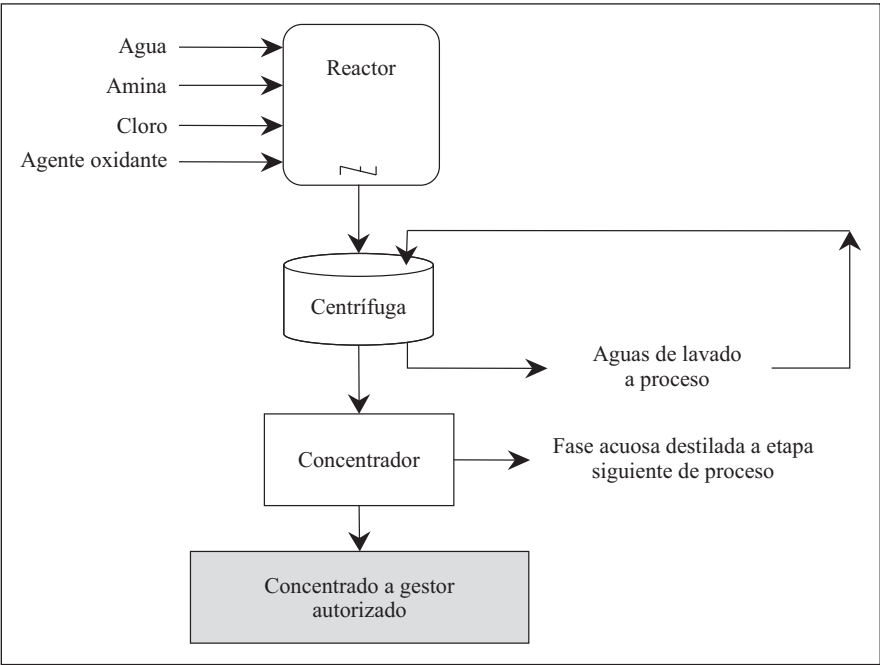 Agua
Amina
Cloro
Agente oxidante
Reactor
Centrífuga
Aguas de lavado
a proceso
Concentrador
Fase acuosa destilada a etapa
siguiente de proceso
Concentrado a gestor
autorizado